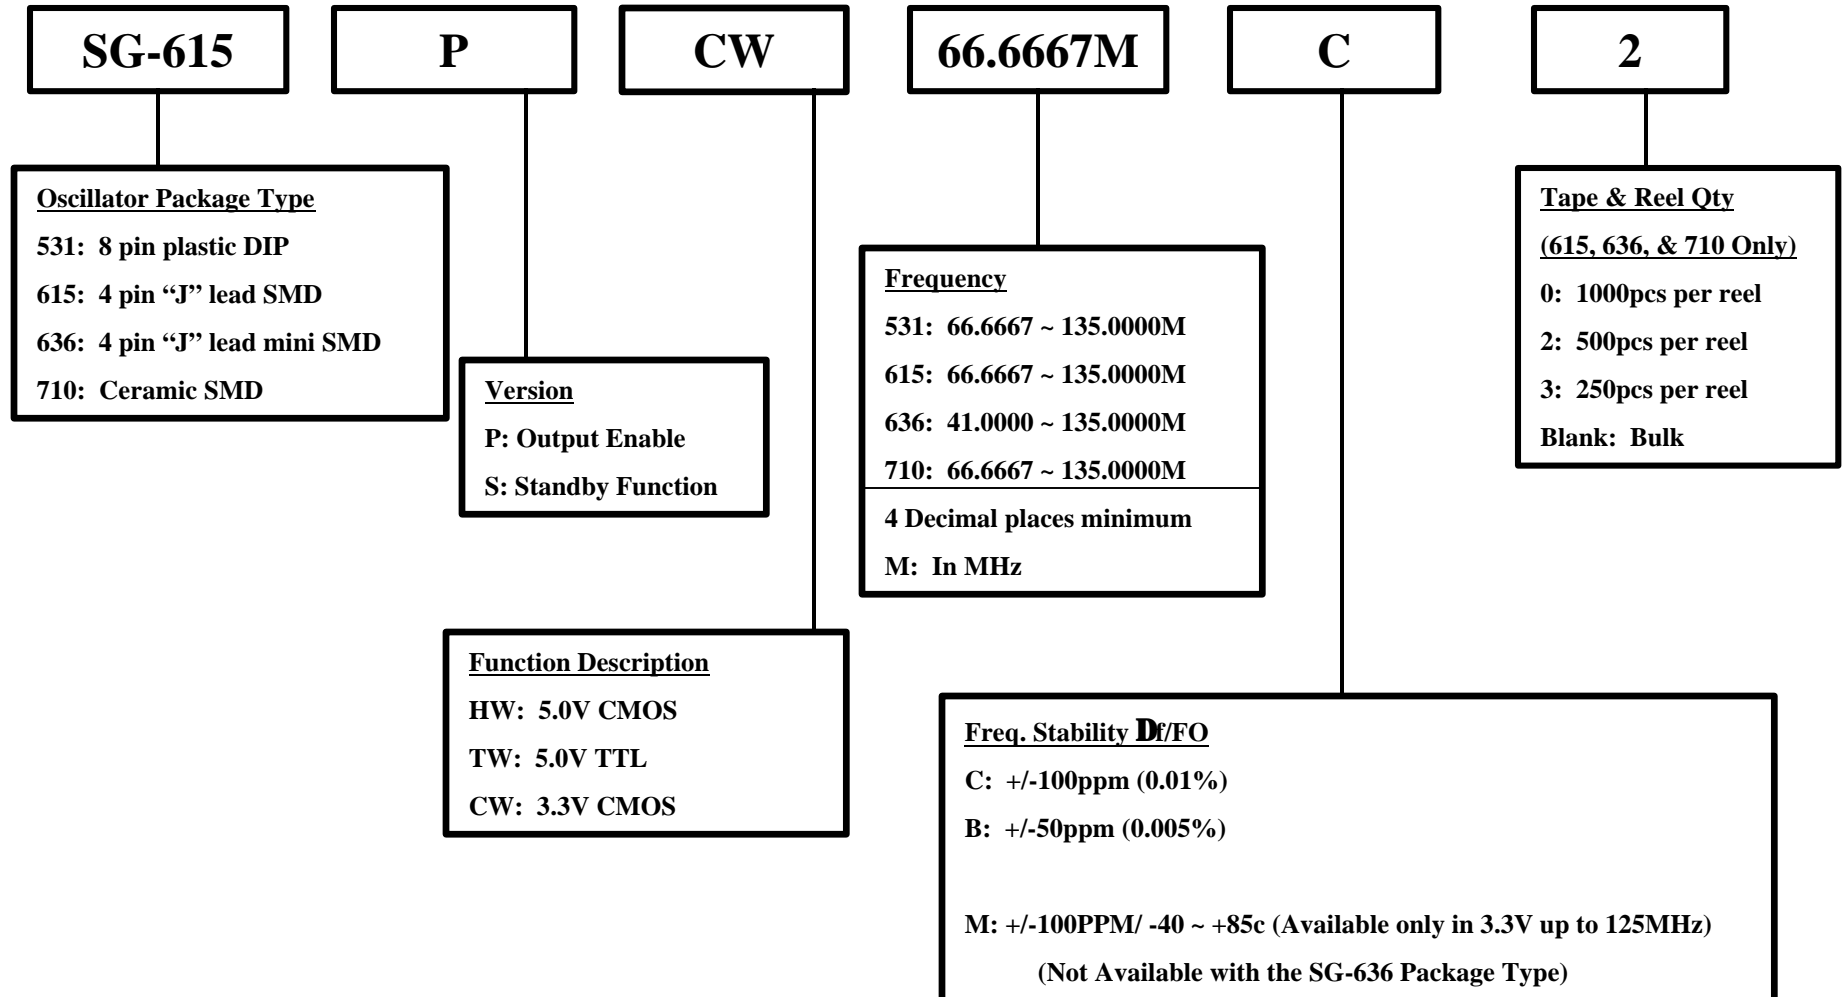 SG-615
P
CW
66.6667M
C
2
Oscillator Package Type
531: 8 pin plastic DIP
615: 4 pin “J” lead SMD
636: 4 pin “J” lead mini SMD
710: Ceramic SMD
Version
P: Output Enable
S: Standby Function
Function Description
HW: 5.0V CMOS
TW: 5.0V TTL
CW: 3.3V CMOS
Frequency
531: 66.6667 ~ 135.0000M
615: 66.6667 ~ 135.0000M
636: 41.0000 ~ 135.0000M
710: 66.6667 ~ 135.0000M
4 Decimal places minimum
M: In MHz
Freq. Stability Df/FO
C: +/-100ppm (0.01%)
B: +/-50ppm (0.005%)
M: +/-100PPM/ -40 ~ +85c (Available only in 3.3V up to 125MHz)
(Not Available with the SG-636 Package Type)
Tape & Reel Qty
(615, 636, & 710 Only)
0: 1000pcs per reel
2: 500pcs per reel
3: 250pcs per reel
Blank: Bulk